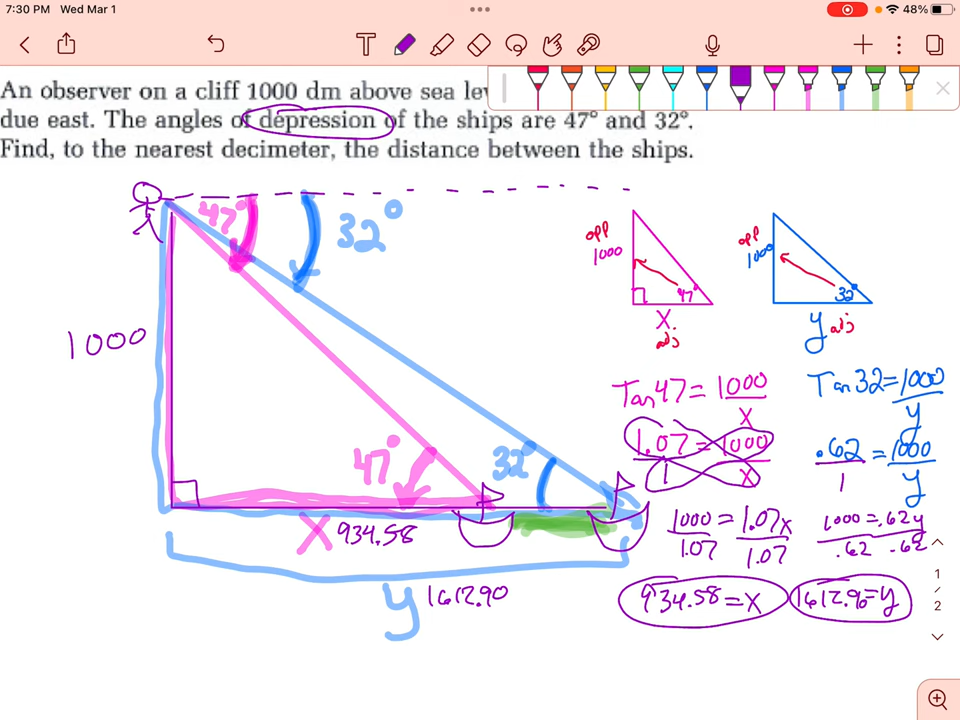 7:30 PM Wed Mar 1
48%
T
An observer on a cliff 1000 dm above sea lev
due east. The angles of depression of the ships are 47° and 32°.
Find, to the nearest decimeter, the distance between the ships.
47°
32°
opp
1000
47°
x
adj
opp
1000
32°
y adj
1000
Tan 47 = 1000
x
Tan 32 = 1000
y
1.07 = 1000
1 x
.62 = 1000
1 y
47°
32°
1000 = 1.07x
1.07 1.07
1000 = .62y
.62 .62
X 934.58
y 1612.90
934.58 = x
1612.90 = y
1
/
2